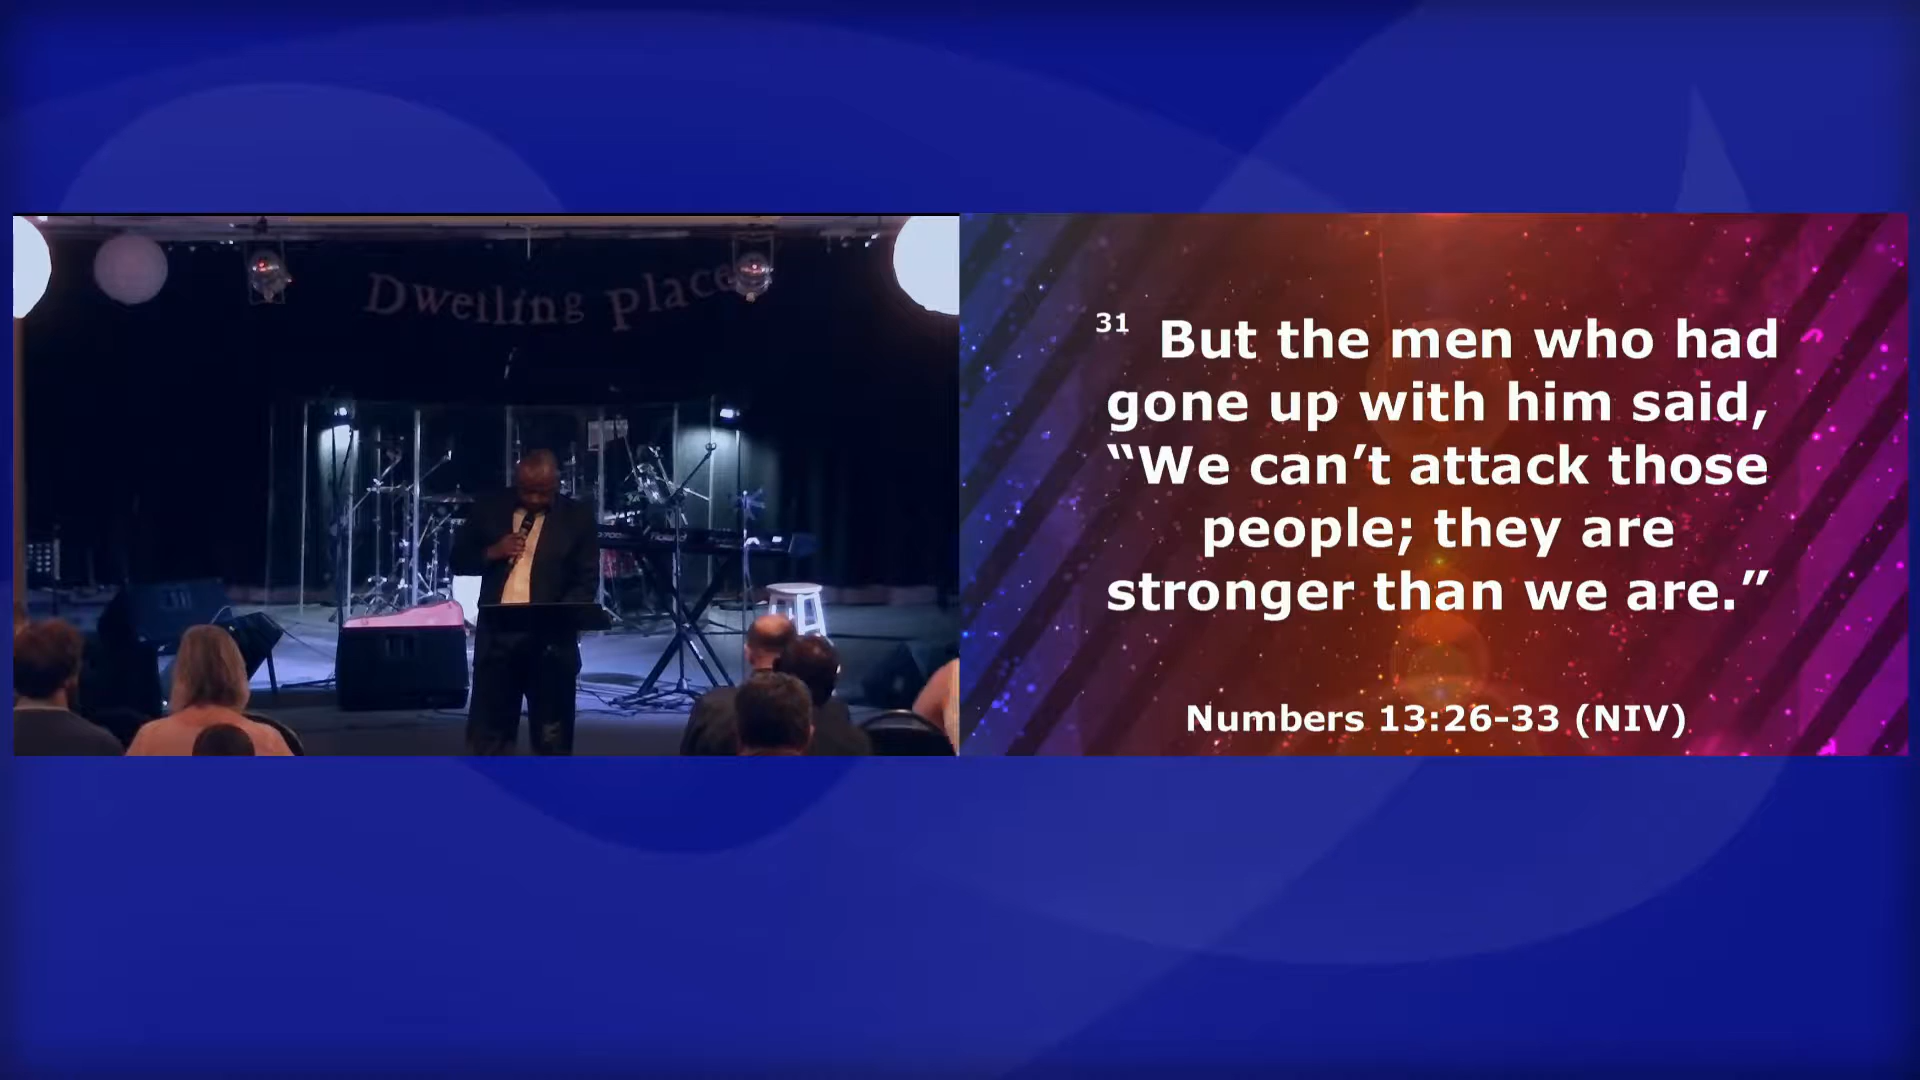 Dwelling place
31 But the men who had
gone up with him said,
“We can’t attack those
people; they are
stronger than we are.”
Numbers 13:26-33 (NIV)